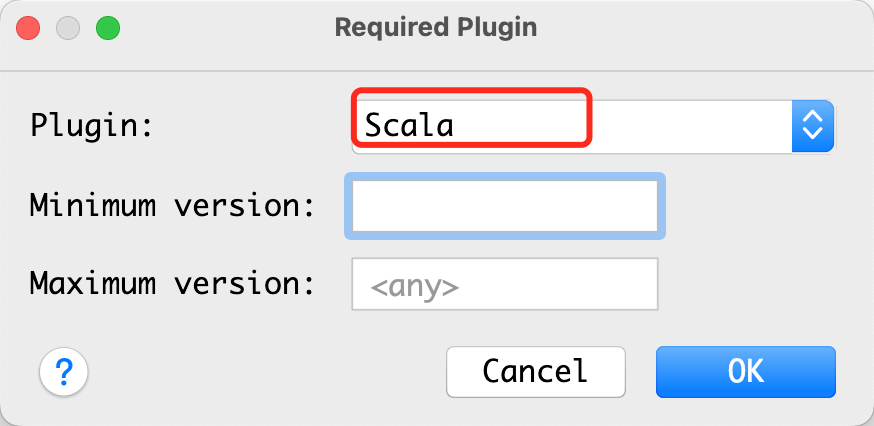 Required Plugin
Plugin: Scala
Minimum version:
Maximum version: <any>
? Cancel OK